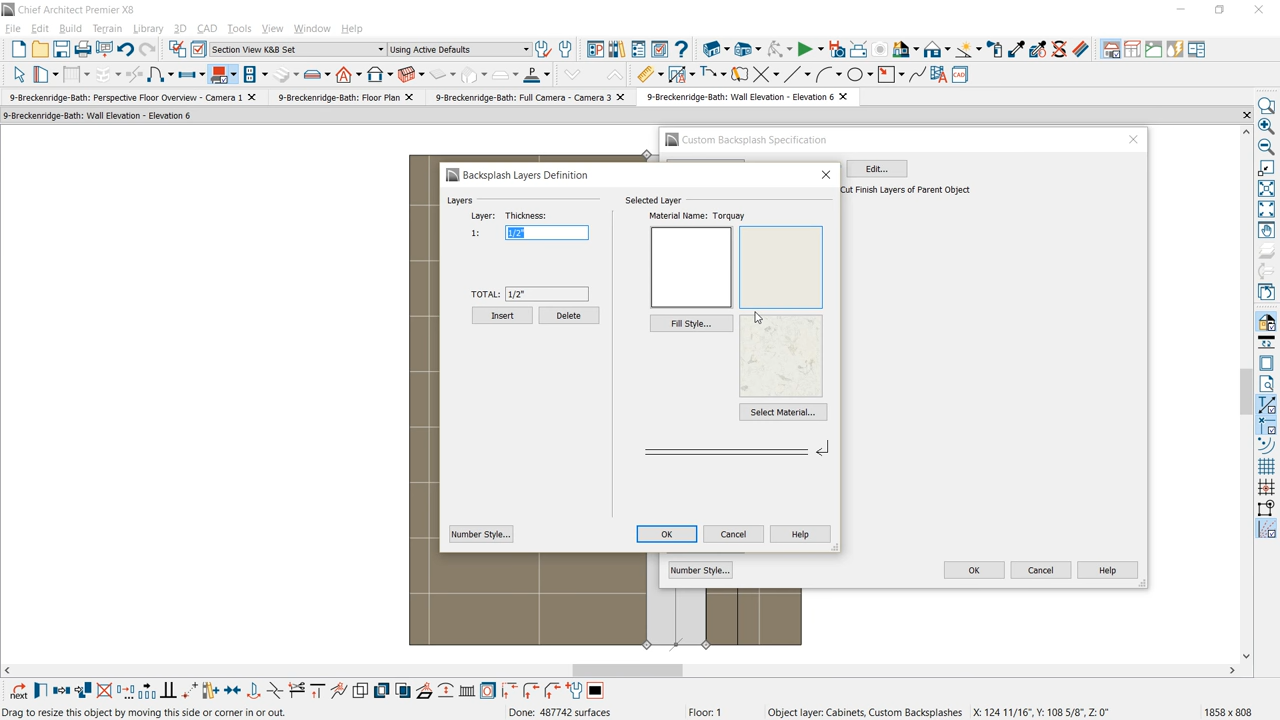 Chief Architect Premier X8
File Edit Build Terrain Library 3D CAD Tools View Window Help
Section View K&B Set Using Active Defaults
9-Breckenridge-Bath: Perspective Floor Overview - Camera 1 9-Breckenridge-Bath: Floor Plan 9-Breckenridge-Bath: Full Camera - Camera 3 9-Breckenridge-Bath: Wall Elevation - Elevation 6
9-Breckenridge-Bath: Wall Elevation - Elevation 6
Custom Backsplash Specification
Edit...
Cut Finish Layers of Parent Object
Backsplash Layers Definition
Layers Selected Layer
Layer: Thickness: Material Name: Torquay
1: 1/2"
TOTAL: 1/2"
Insert Delete Fill Style...
Select Material...
Number Style... OK Cancel Help
Number Style... OK Cancel Help
next
Drag to resize this object by moving this side or corner in or out. Done: 487742 surfaces Floor: 1 Object layer: Cabinets, Custom Backsplashes X: 124 11/16", Y: 108 5/8", Z: 0" 1858 x 808